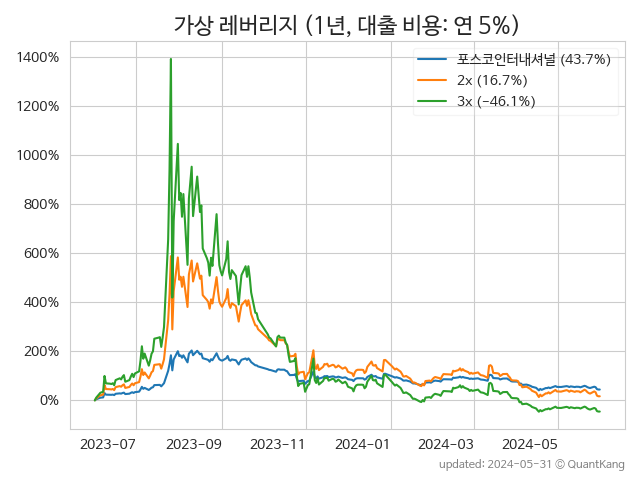 가상 레버리지 (1년, 대출 비용: 연 5%)
포스코인터내셔널 (43.7%)
2x (16.7%)
3x (−46.1%)
1400%
1200%
1000%
800%
600%
400%
200%
0%
2023-07 2023-09 2023-11 2024-01 2024-03 2024-05
updated: 2024-05-31 © QuantKang